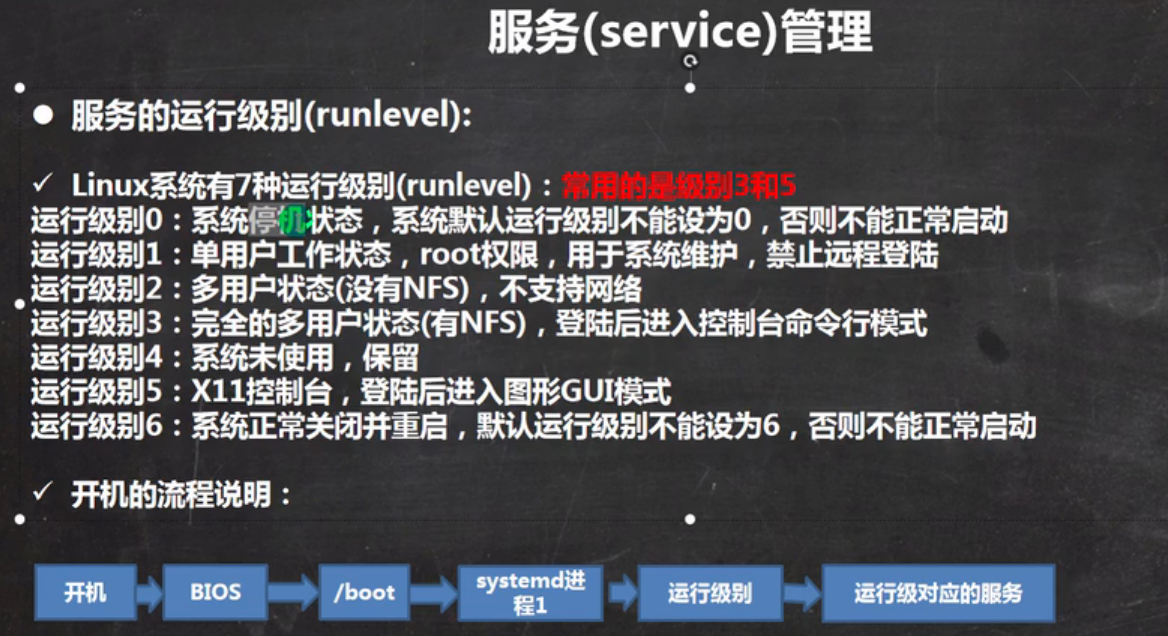 服务(service)管理
● 服务的运行级别(runlevel):
✓ Linux系统有7种运行级别(runlevel)：常用的是级别3和5
运行级别0：系统停机状态，系统默认运行级别不能设为0，否则不能正常启动
运行级别1：单用户工作状态，root权限，用于系统维护，禁止远程登陆
运行级别2：多用户状态(没有NFS)，不支持网络
运行级别3：完全的多用户状态(有NFS)，登陆后进入控制台命令行模式
运行级别4：系统未使用，保留
运行级别5：X11控制台，登陆后进入图形GUI模式
运行级别6：系统正常关闭并重启，默认运行级别不能设为6，否则不能正常启动
✓ 开机的流程说明：
开机
BIOS
/boot
systemd进
程1
运行级别
运行级对应的服务